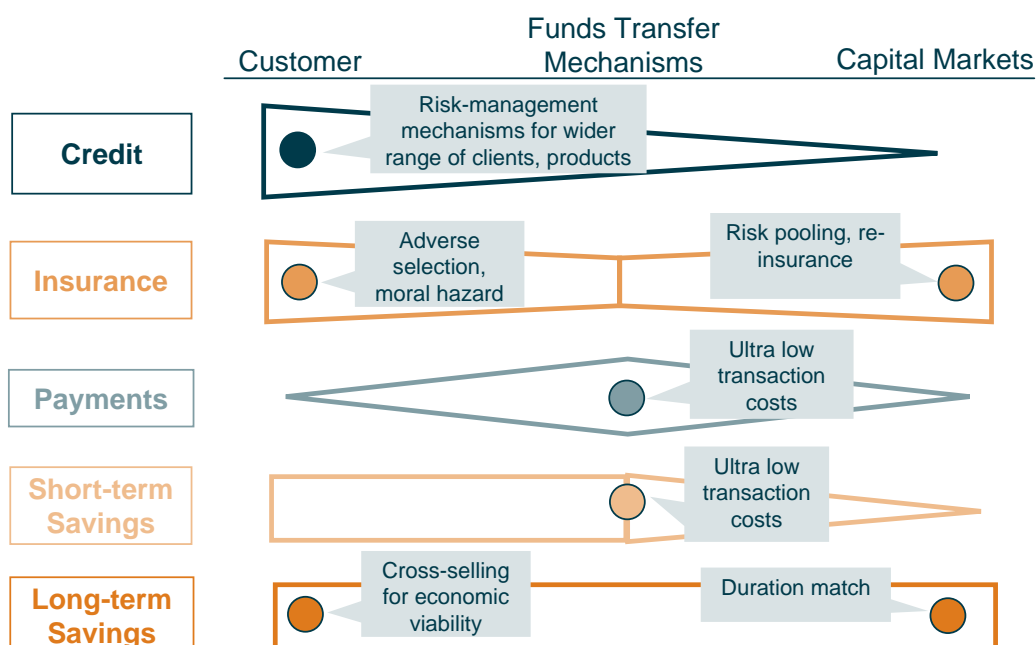 Customer
Funds Transfer
Mechanisms
Capital Markets
Credit
Risk-management
mechanisms for wider
range of clients, products
Insurance
Adverse
selection,
moral hazard
Risk pooling, re-
insurance
Payments
Ultra low
transaction
costs
Short-term
Savings
Ultra low
transaction
costs
Long-term
Savings
Cross-selling
for economic
viability
Duration match